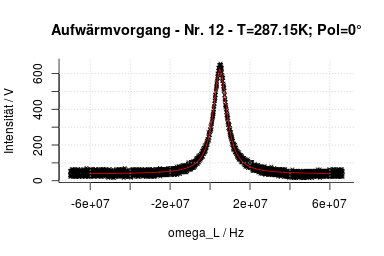 Aufwärmvorgang - Nr. 12 - T=287.15K; Pol=0°
Intensität / V
600
400
200
0
-6e+07 -2e+07 2e+07 6e+07
omega_L / Hz